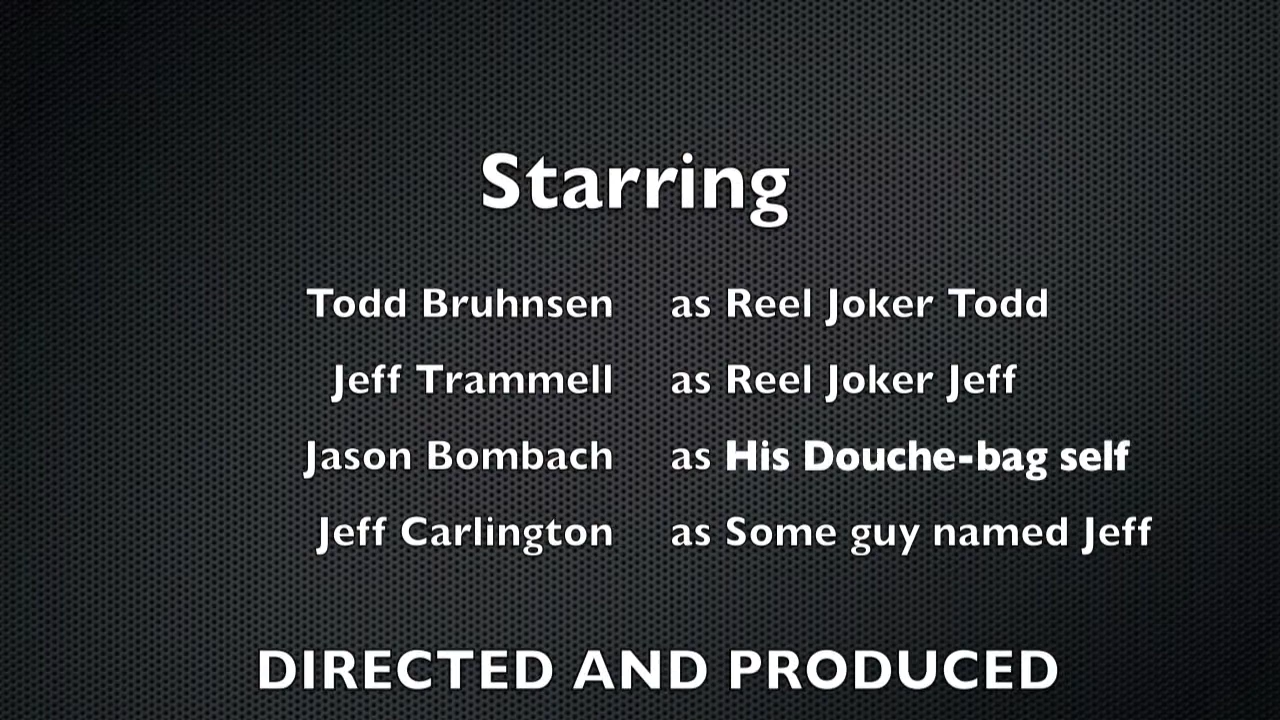 Starring
Todd Bruhnsen as Reel Joker Todd
Jeff Trammell as Reel Joker Jeff
Jason Bombach as His Douche-bag self
Jeff Carlington as Some guy named Jeff
DIRECTED AND PRODUCED